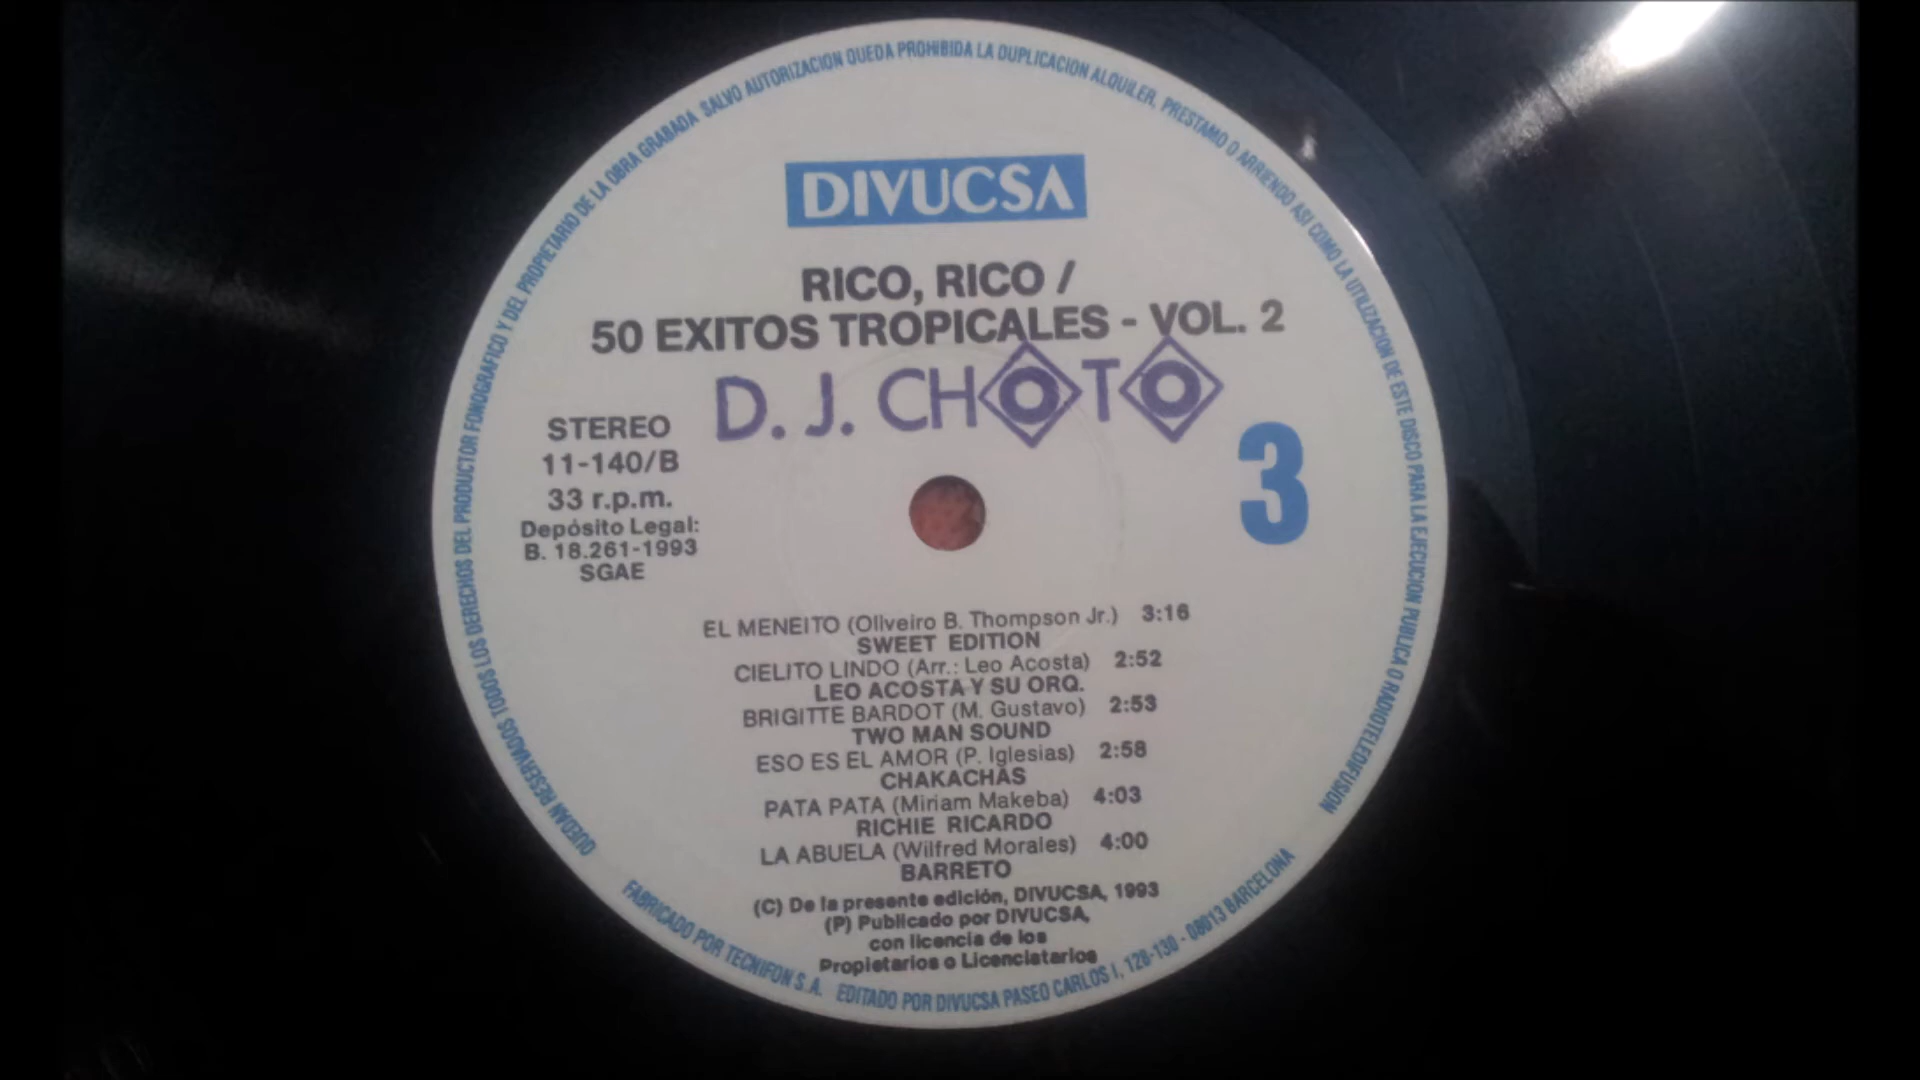 SALVO AUTORIZACION QUEDA PROHIBIDA LA DUPLICACION ALQUILER, PRESTAMO O ARRIENDO ASI COMO LA UTILIZACION DE ESTE DISCO PARA LA EJECUCION PUBLICA O RADIOTELEDIFUSION
QUEDAN RESERVADOS TODOS LOS DERECHOS DEL PRODUCTOR FONOGRAFICO Y DEL PROPIETARIO DE LA OBRA GRABADA
DIVUCSA
RICO, RICO /
50 EXITOS TROPICALES - VOL. 2
D. J. CHOTO
STEREO
11-140/B
33 r.p.m.
Depósito Legal:
B. 18.261-1993
SGAE
3
EL MENEITO (Oliveiro B. Thompson Jr.) 3:16
SWEET EDITION
CIELITO LINDO (Arr.: Leo Acosta) 2:52
LEO ACOSTA Y SU ORQ.
BRIGITTE BARDOT (M. Gustavo) 2:53
TWO MAN SOUND
ESO ES EL AMOR (P. Iglesias) 2:58
CHAKACHAS
PATA PATA (Miriam Makeba) 4:03
RICHIE RICARDO
LA ABUELA (Wilfred Morales) 4:00
BARRETO
(C) De la presente edición, DIVUCSA, 1993
(P) Publicado por DIVUCSA,
con licencia de los
Propietarios o Licenciatarios
FABRICADO POR TECNIFON S.A. EDITADO POR DIVUCSA PASEO CARLOS I, 128-130 - 08013 BARCELONA